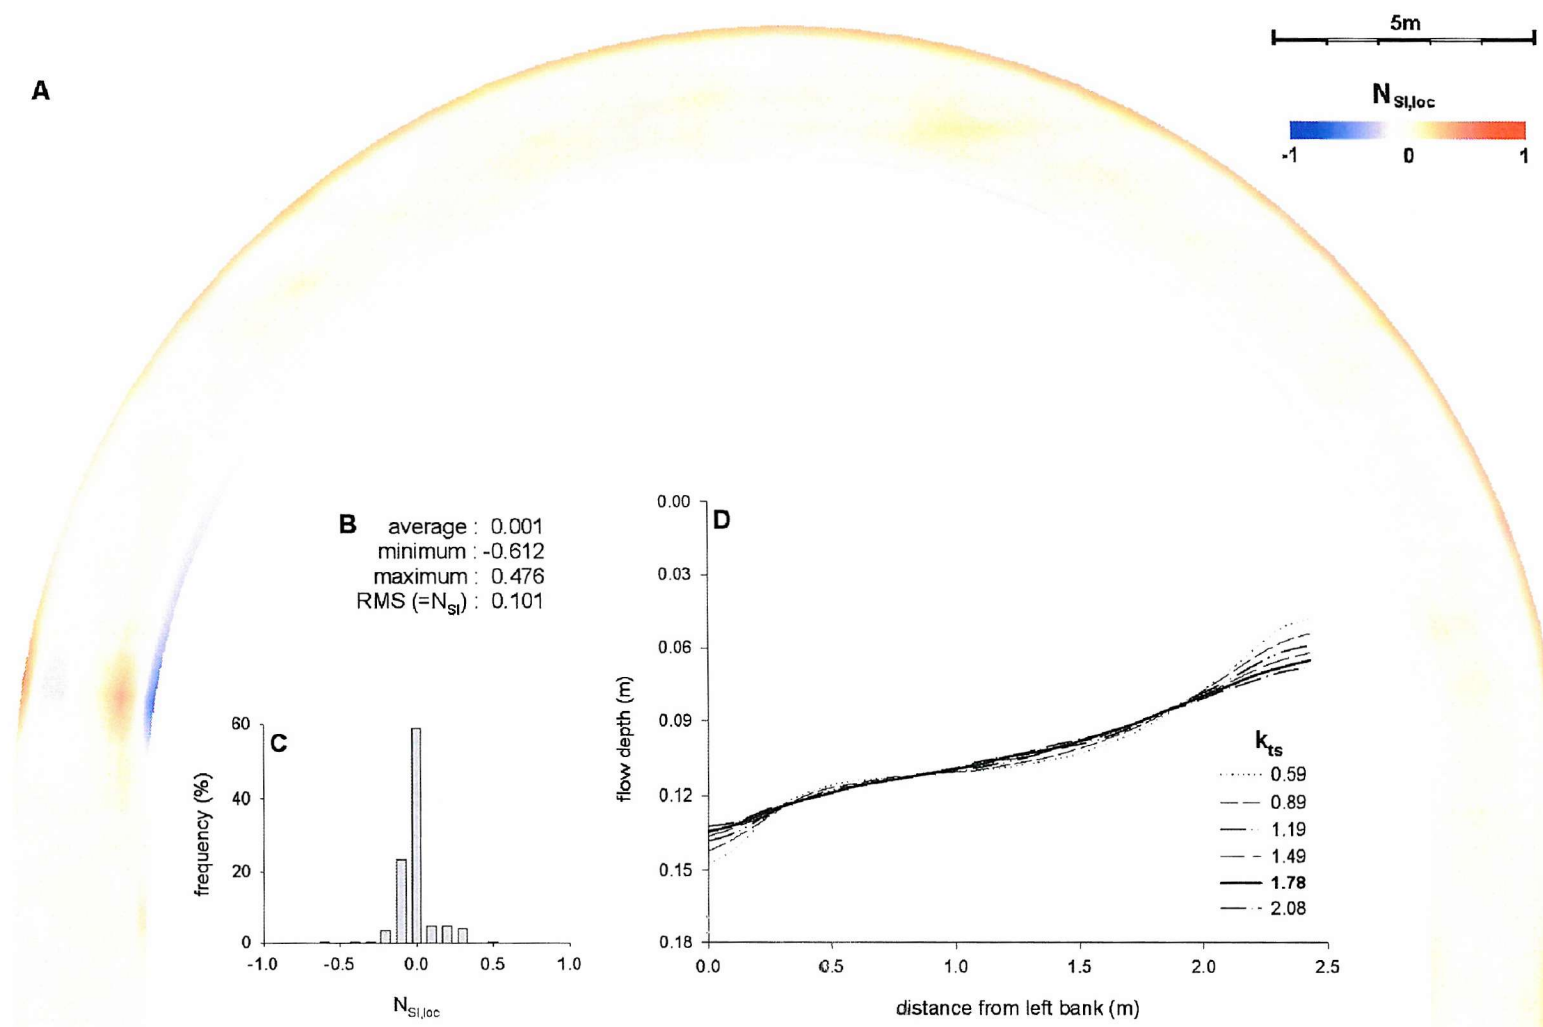 A
5m
N_SI,loc
-1 0 1
B
average : 0.001
minimum : -0.612
maximum : 0.476
RMS (=N_SI) : 0.101
C
frequency (%)
60
40
20
0
-1.0 -0.5 0.0 0.5 1.0
N_SI,loc
D
flow depth (m)
0.00
0.03
0.06
0.09
0.12
0.15
0.18
0.0 0.5 1.0 1.5 2.0 2.5
distance from left bank (m)
k_ts
0.59
0.89
1.19
1.49
1.78
2.08